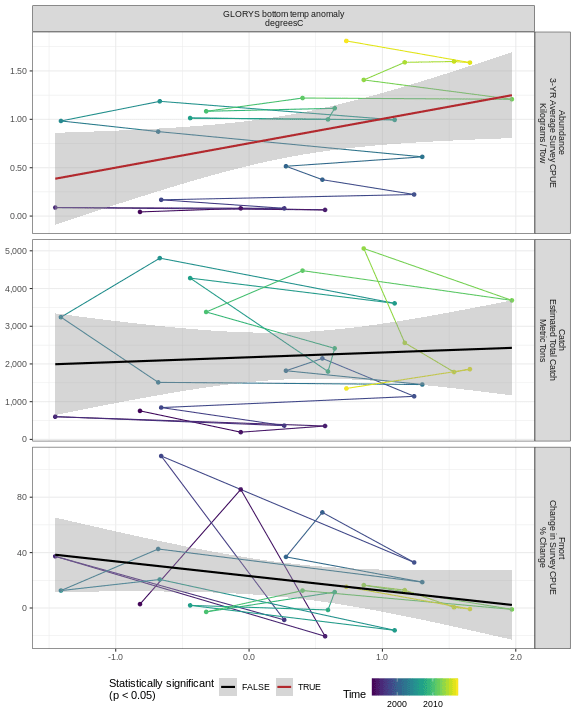 GLORYS bottom temp anomaly
degreesC
1.50
1.00
0.50
0.00
Abundance
3-YR Average Survey CPUE
Kilograms / Tow
5,000
4,000
3,000
2,000
1,000
0
Catch
Estimated Total Catch
Metric Tons
80
40
0
Fmort
Change in Survey CPUE
% Change
-1.0
0.0
1.0
2.0
Statistically significant
(p < 0.05)
FALSE
TRUE
Time
2000
2010